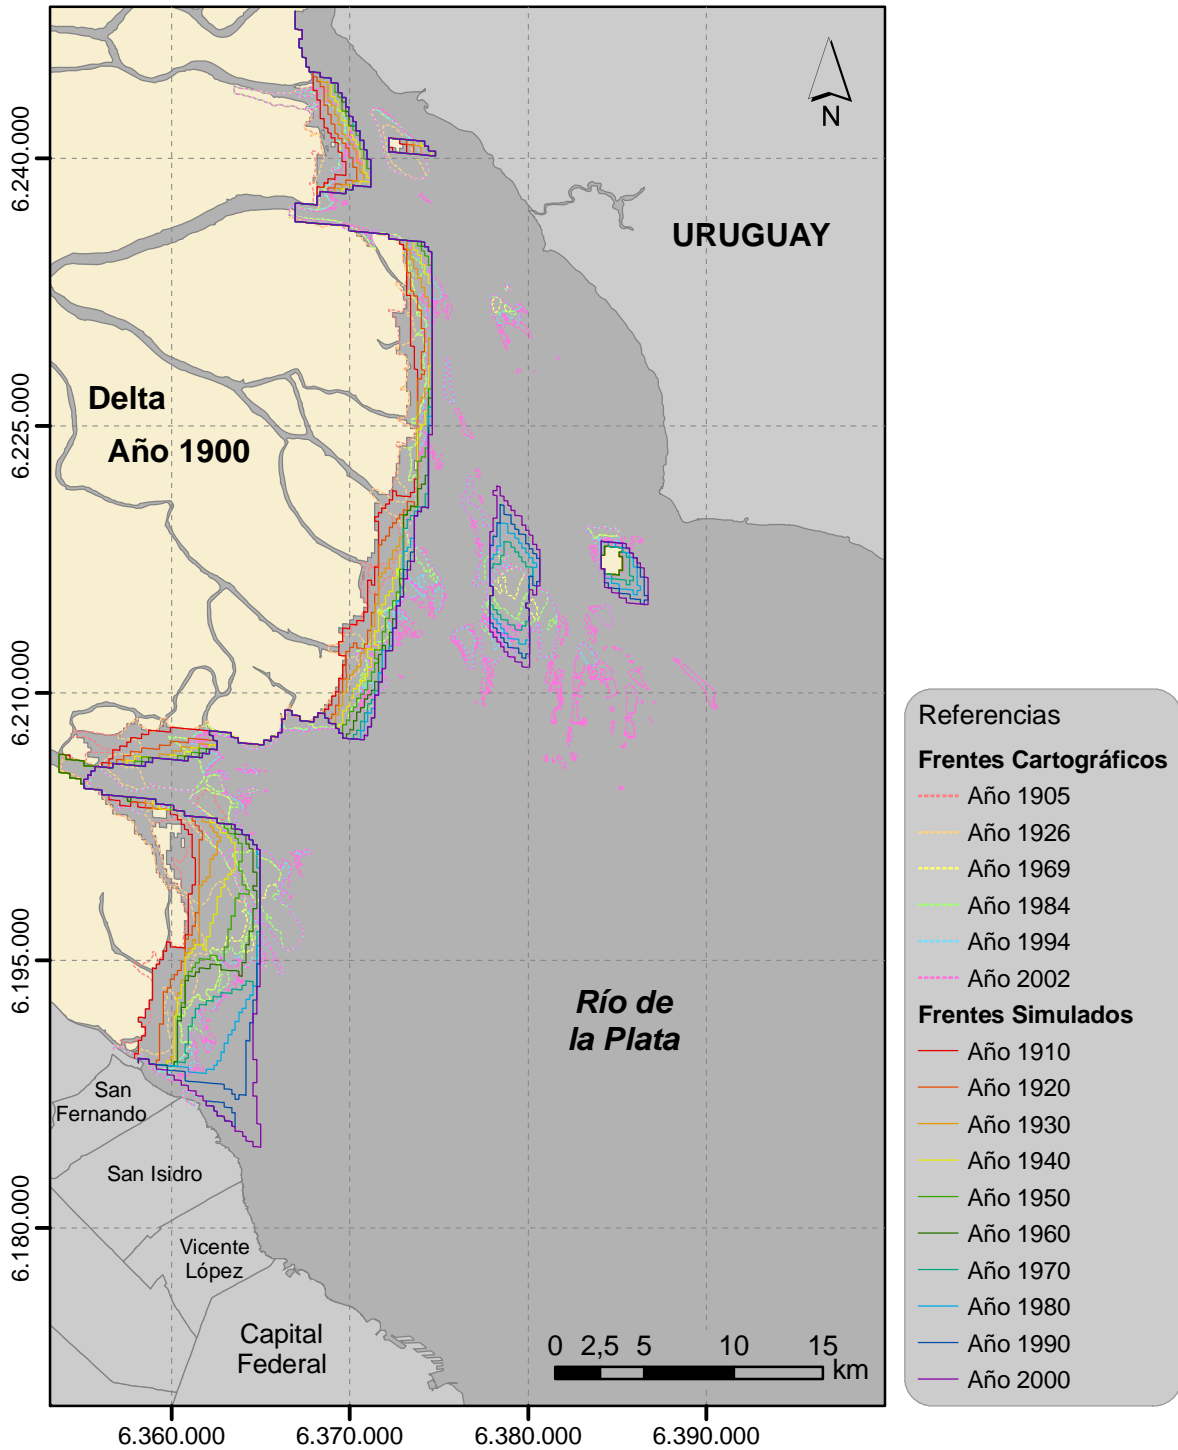 N
URUGUAY
Delta
Año 1900
Río de
la Plata
San
Fernando
San Isidro
Vicente
López
Capital
Federal
0 2,5 5 10 15
km
6.240.000
6.225.000
6.210.000
6.195.000
6.180.000
6.360.000 6.370.000 6.380.000 6.390.000
Referencias
Frentes Cartográficos
Año 1905
Año 1926
Año 1969
Año 1984
Año 1994
Año 2002
Frentes Simulados
Año 1910
Año 1920
Año 1930
Año 1940
Año 1950
Año 1960
Año 1970
Año 1980
Año 1990
Año 2000